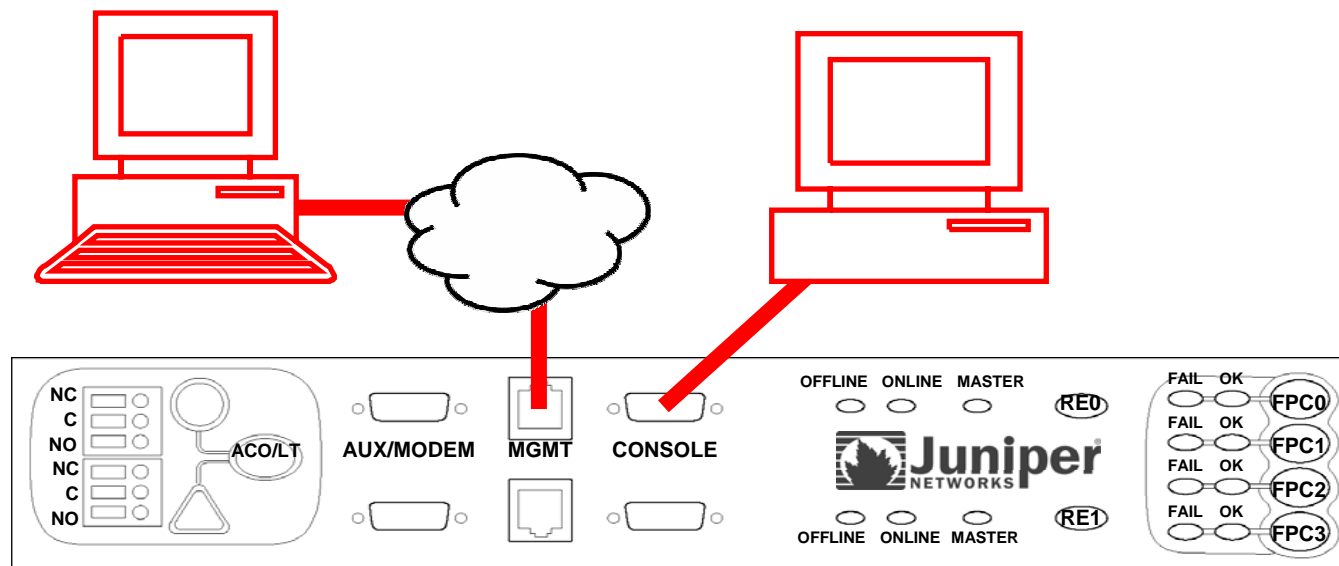 NC
C
NO
NC
C
NO
ACO/LT
AUX/MODEM
MGMT
CONSOLE
OFFLINE ONLINE MASTER
RE0
Juniper®
NETWORKS
RE1
OFFLINE ONLINE MASTER
FAIL OK
FPC0
FAIL OK
FPC1
FAIL OK
FPC2
FAIL OK
FPC3